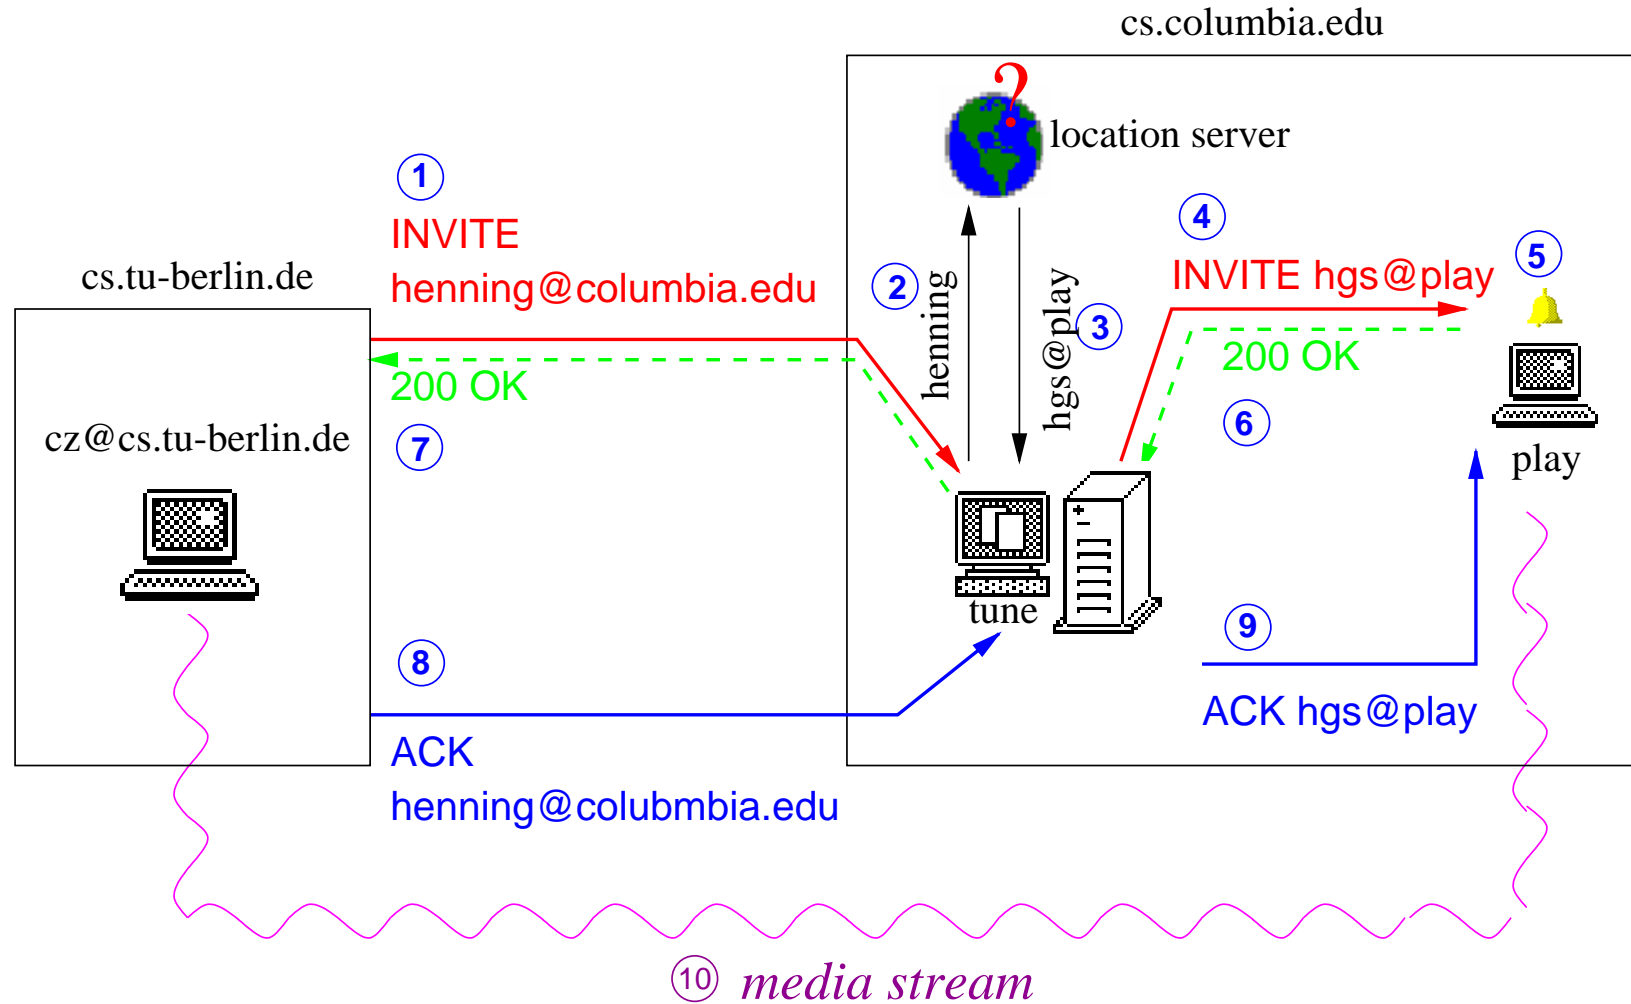 cs.columbia.edu
?
location server
1
INVITE
henning@columbia.edu
200 OK
7
cs.tu-berlin.de
cz@cs.tu-berlin.de
2
henning
hgs@play
3
4
INVITE hgs@play
200 OK
6
5
play
tune
+
-
8
ACK
henning@colubmbia.edu
9
ACK hgs@play
10 media stream